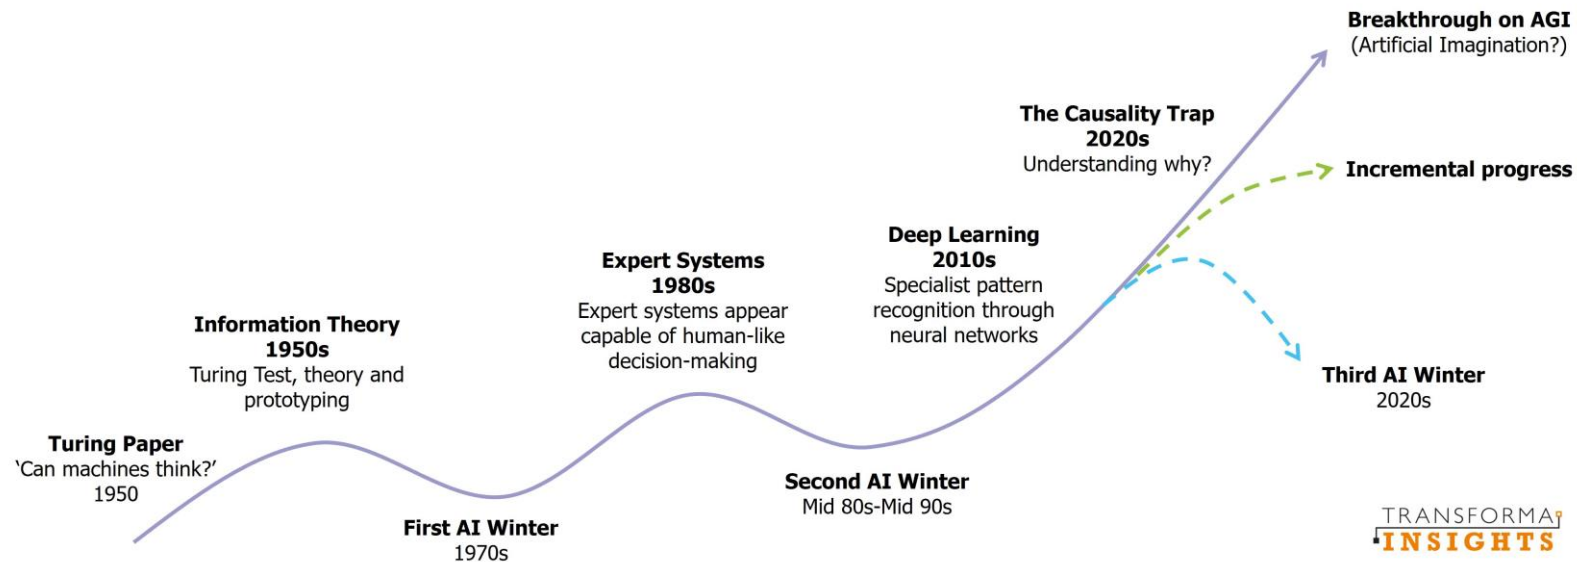 Turing Paper
‘Can machines think?’
1950
Information Theory
1950s
Turing Test, theory and
prototyping
First AI Winter
1970s
Expert Systems
1980s
Expert systems appear
capable of human-like
decision-making
Second AI Winter
Mid 80s-Mid 90s
Deep Learning
2010s
Specialist pattern
recognition through
neural networks
The Causality Trap
2020s
Understanding why?
Breakthrough on AGI
(Artificial Imagination?)
Incremental progress
Third AI Winter
2020s
TRANSFORMA
INSIGHTS